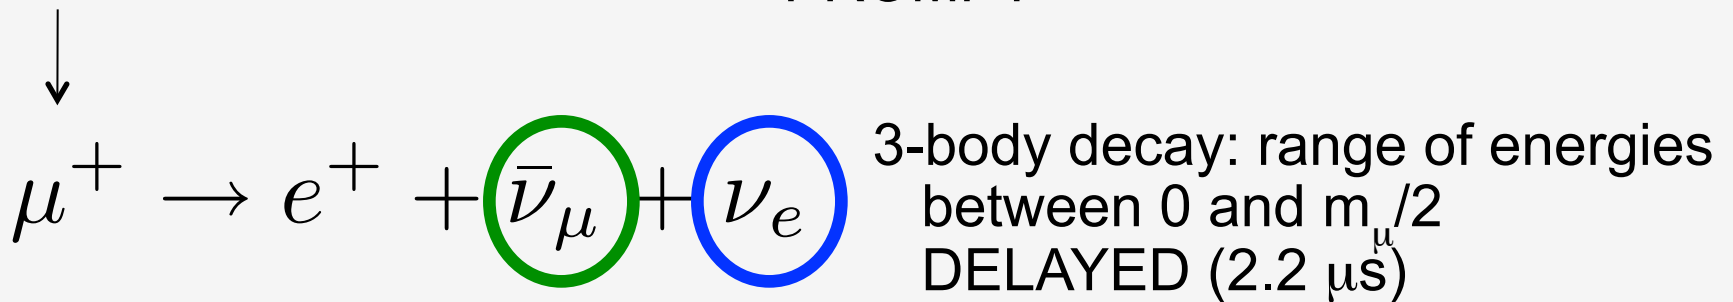 μ⁺ → e⁺ + ν̄_μ + ν_e
3-body decay: range of energies
between 0 and m_μ/2
DELAYED (2.2 μs)